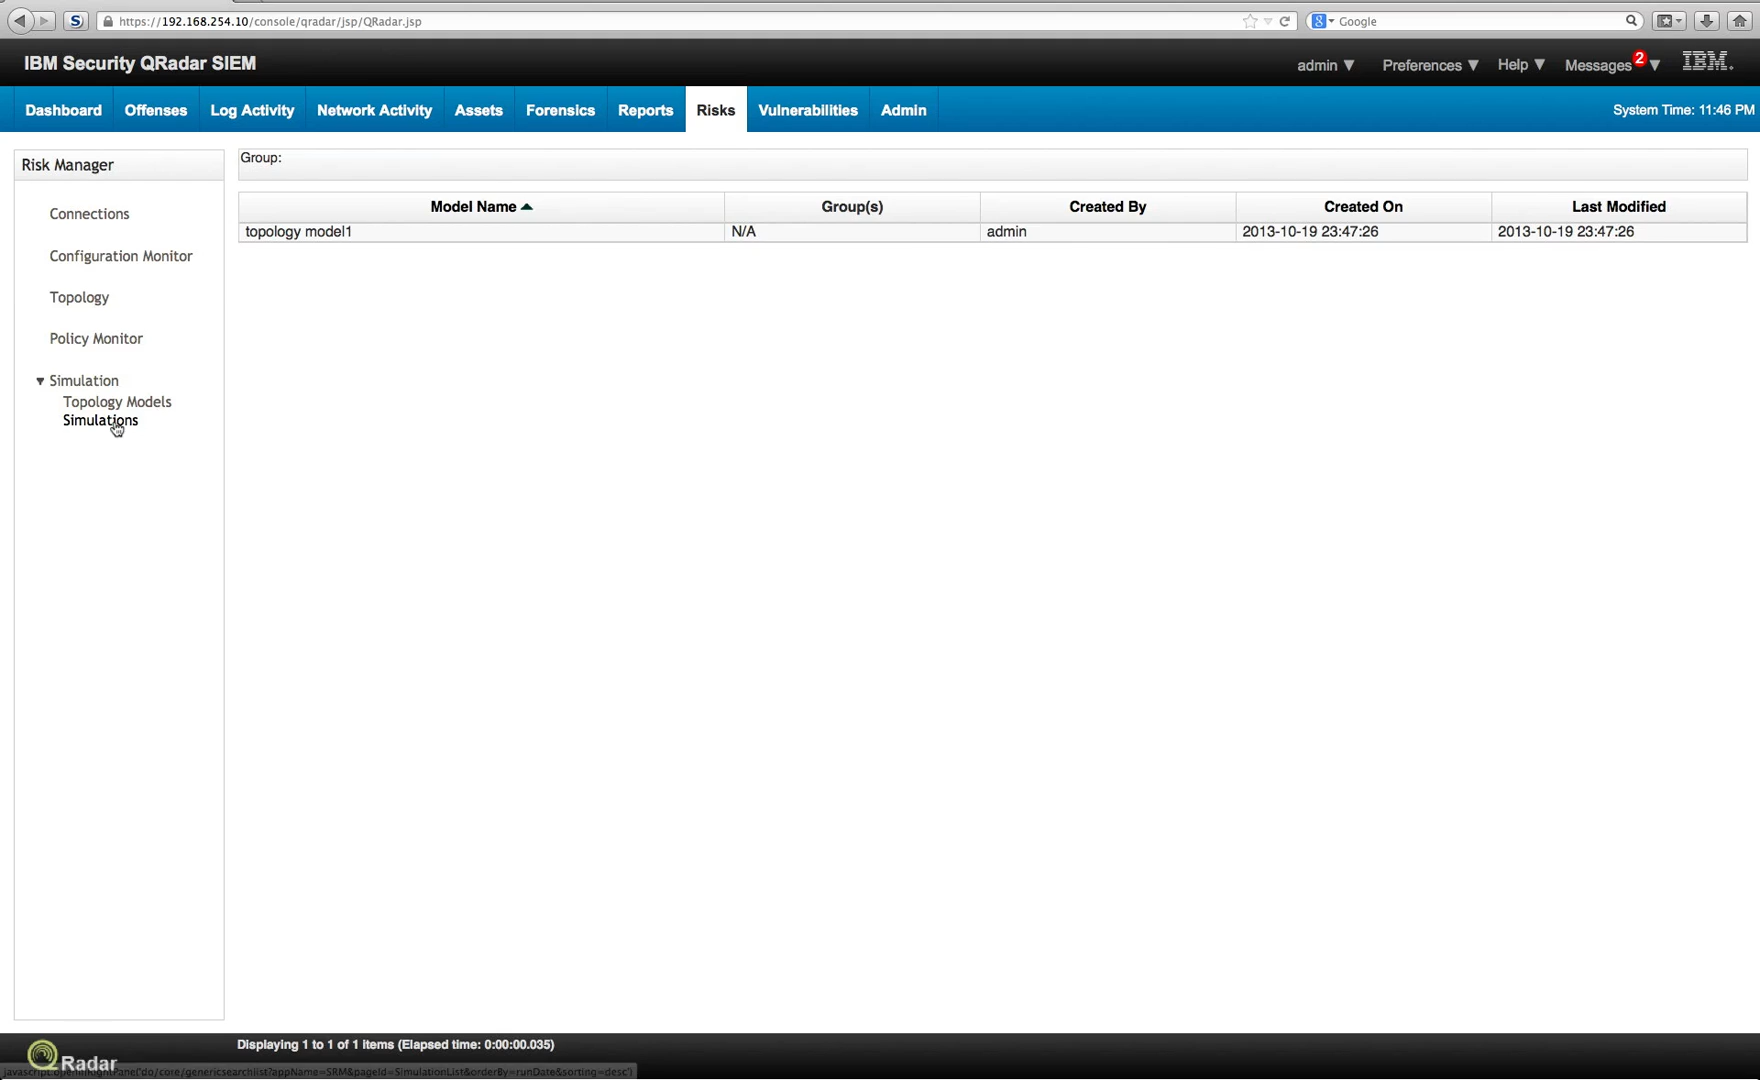 https://192.168.254.10/console/qradar/jsp/QRadar.jsp
Google
IBM Security QRadar SIEM
admin ▼ Preferences ▼ Help ▼ Messages 2 ▼ IBM.
Dashboard Offenses Log Activity Network Activity Assets Forensics Reports Risks Vulnerabilities Admin System Time: 11:46 PM
Risk Manager
Connections
Configuration Monitor
Topology
Policy Monitor
▼ Simulation
Topology Models
Simulations
Group:
Model Name ▲ Group(s) Created By Created On Last Modified
topology model1 N/A admin 2013-10-19 23:47:26 2013-10-19 23:47:26
Displaying 1 to 1 of 1 items (Elapsed time: 0:00:00.035)
QRadar
javascript:openRightPane('do/core/genericsearchlist?appName=SRM&pageId=SimulationList&orderBy=runDate&sorting=desc')